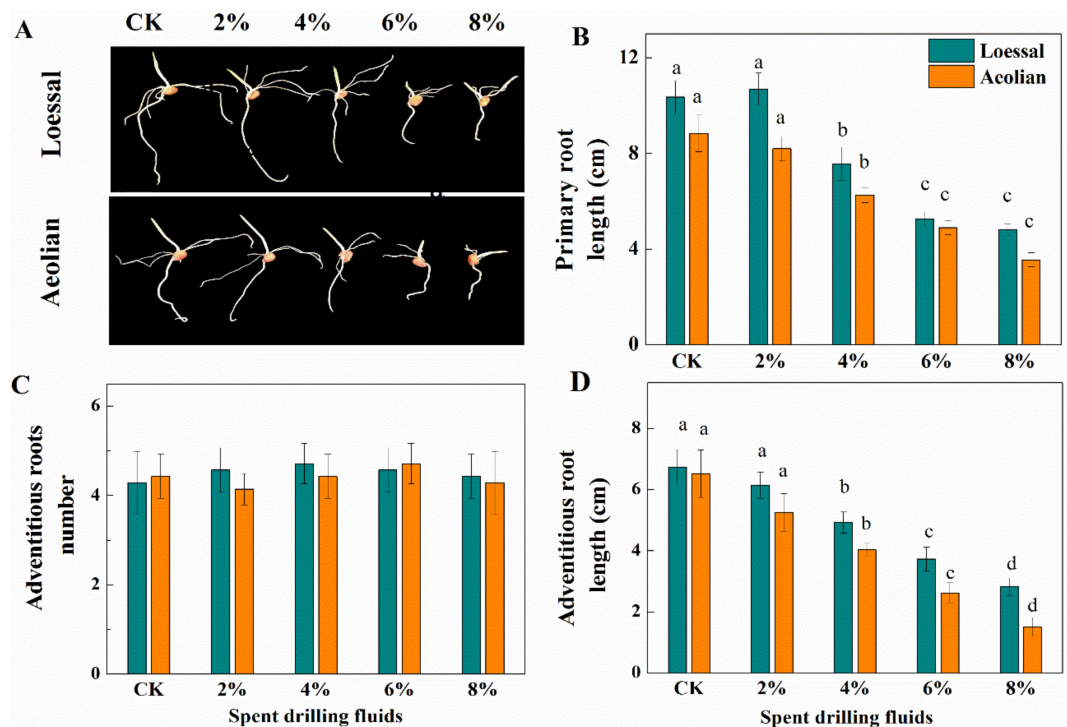 A
CK 2% 4% 6% 8%
Loessal
Aeolian
B
Loessal
Aeolian
Primary root
length (cm)
12
8
4
0
a a a a b b c c c c
CK 2% 4% 6% 8%
C
Adventitious roots
number
6
4
2
0
CK 2% 4% 6% 8%
Spent drilling fluids
D
Adventitious root
length (cm)
8
6
4
2
0
a a a a b b c c d d
CK 2% 4% 6% 8%
Spent drilling fluids